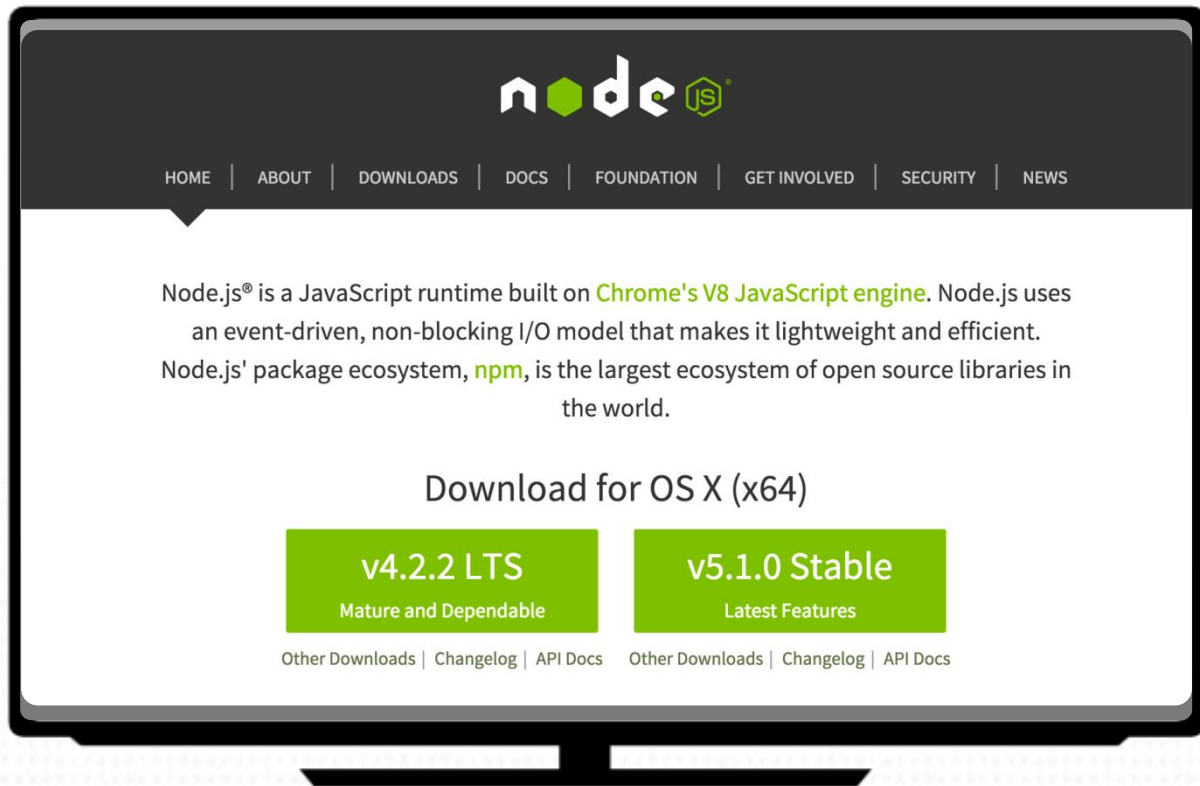 node JS®
HOME | ABOUT | DOWNLOADS | DOCS | FOUNDATION | GET INVOLVED | SECURITY | NEWS
Node.js® is a JavaScript runtime built on Chrome's V8 JavaScript engine. Node.js uses
an event-driven, non-blocking I/O model that makes it lightweight and efficient.
Node.js' package ecosystem, npm, is the largest ecosystem of open source libraries in
the world.
Download for OS X (x64)
v4.2.2 LTS
Mature and Dependable
v5.1.0 Stable
Latest Features
Other Downloads | Changelog | API Docs
Other Downloads | Changelog | API Docs